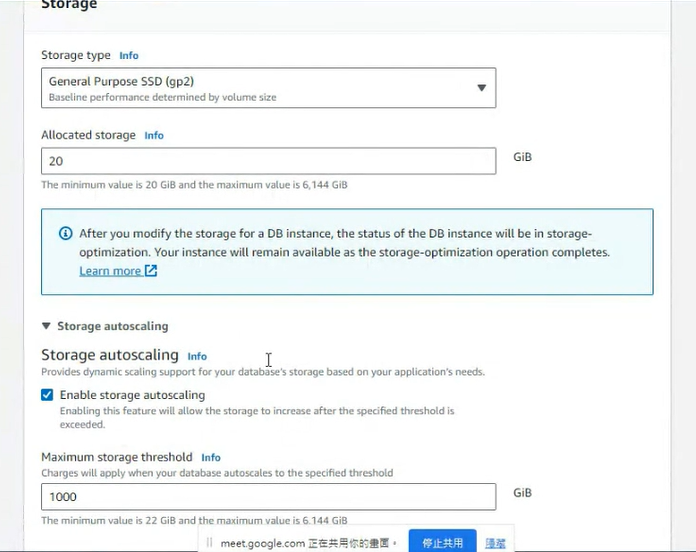 Storage
Storage type Info
General Purpose SSD (gp2)
Baseline performance determined by volume size
Allocated storage Info
20
GiB
The minimum value is 20 GiB and the maximum value is 6,144 GiB
After you modify the storage for a DB instance, the status of the DB instance will be in storage-
optimization. Your instance will remain available as the storage-optimization operation completes.
Learn more
Storage autoscaling
Storage autoscaling Info
Provides dynamic scaling support for your database's storage based on your application's needs.
Enable storage autoscaling
Enabling this feature will allow the storage to increase after the specified threshold is
exceeded.
Maximum storage threshold Info
Charges will apply when your database autoscales to the specified threshold
1000
GiB
The minimum value is 22 GiB and the maximum value is 6,144 GiB
meet.google.com 正在共用你的畫面。
停止共用
隱藏